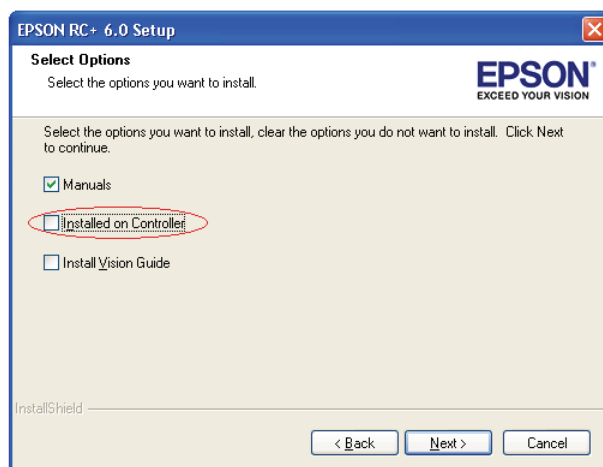 EPSON RC+ 6.0 Setup
Select Options
Select the options you want to install.
EPSON®
EXCEED YOUR VISION
Select the options you want to install, clear the options you do not want to install. Click Next
to continue.
Manuals
Installed on Controller
Install Vision Guide
InstallShield
< Back
Next >
Cancel